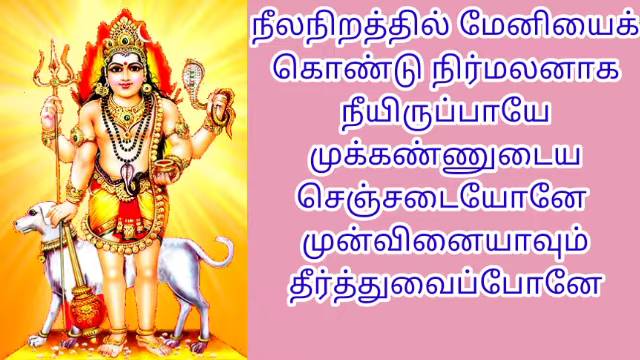 நீலநிறத்தில் மேனியைக்
கொண்டு நிர்மலனாக
நீயிருப்பாயே
முக்கண்ணுடைய
செஞ்சடையோனே
முன்வினையாவும்
தீர்த்துவைப்போனே